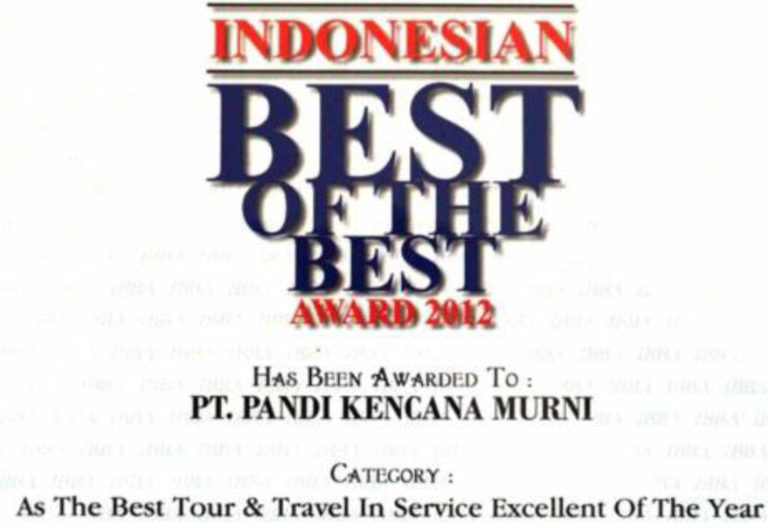 INDONESIAN
BEST
OF THE
BEST
AWARD 2012
HAS BEEN AWARDED TO :
PT. PANDI KENCANA MURNI
CATEGORY :
As The Best Tour & Travel In Service Excellent Of The Year